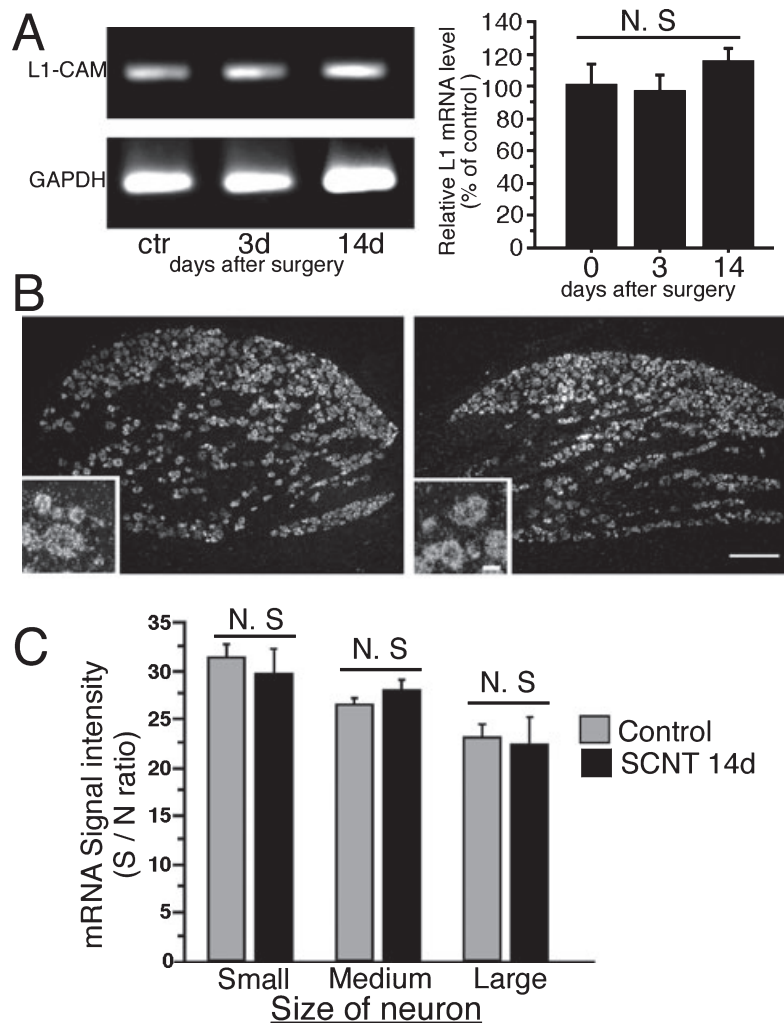 A
L1-CAM
GAPDH
ctr 3d 14d
days after surgery
Relative L1 mRNA level
(% of control)
140
120
100
80
60
40
20
0
N. S
0 3 14
days after surgery
B
C
mRNA Signal intensity
(S / N ratio)
35
30
25
20
15
10
5
0
N. S
N. S
N. S
Control
SCNT 14d
Small Medium Large
Size of neuron